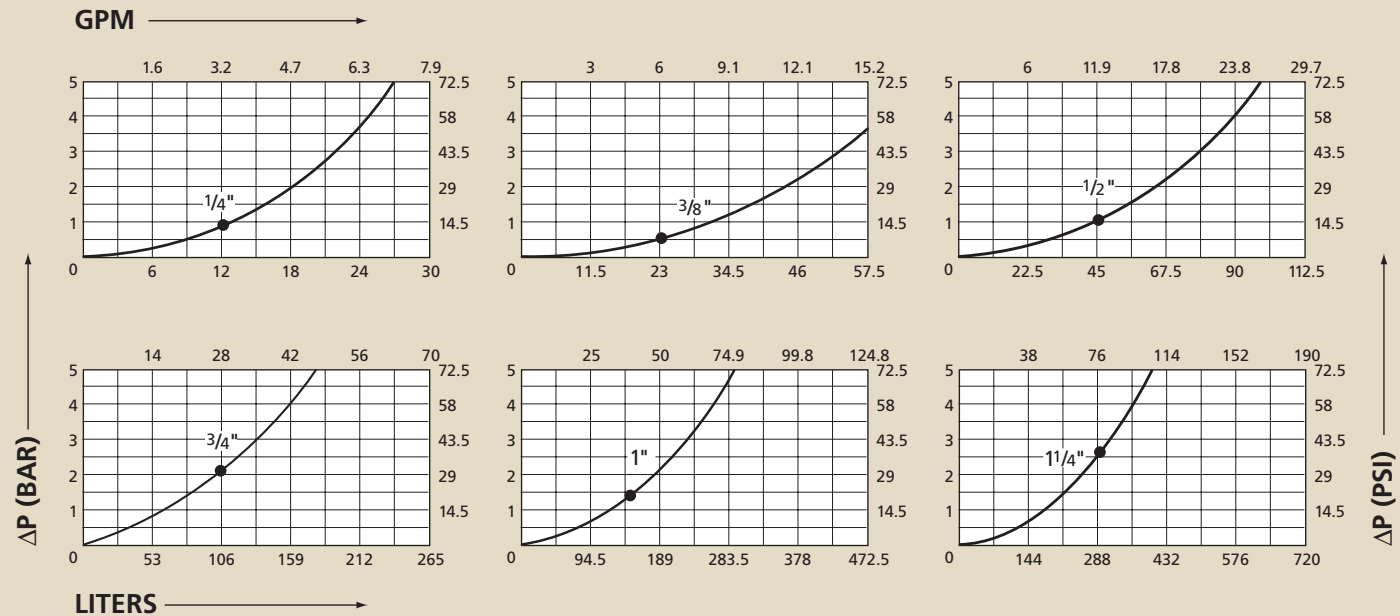 GPM
1.6 3.2 4.7 6.3 7.9
5 72.5
4 58
3 43.5
2 29
1/4"
1 14.5
0 6 12 18 24 30
3 6 9.1 12.1 15.2
5 72.5
4 58
3 43.5
2 29
3/8"
1 14.5
0 11.5 23 34.5 46 57.5
6 11.9 17.8 23.8 29.7
5 72.5
4 58
3 43.5
2 29
1/2"
1 14.5
0 22.5 45 67.5 90 112.5
14 28 42 56 70
5 72.5
4 58
3 43.5
3/4"
2 29
1 14.5
0 53 106 159 212 265
25 50 74.9 99.8 124.8
5 72.5
4 58
3 43.5
1"
2 29
1 14.5
0 94.5 189 283.5 378 472.5
38 76 114 152 190
5 72.5
4 58
3 43.5
1 1/4"
2 29
1 14.5
0 144 288 432 576 720
ΔP (BAR)
ΔP (PSI)
LITERS